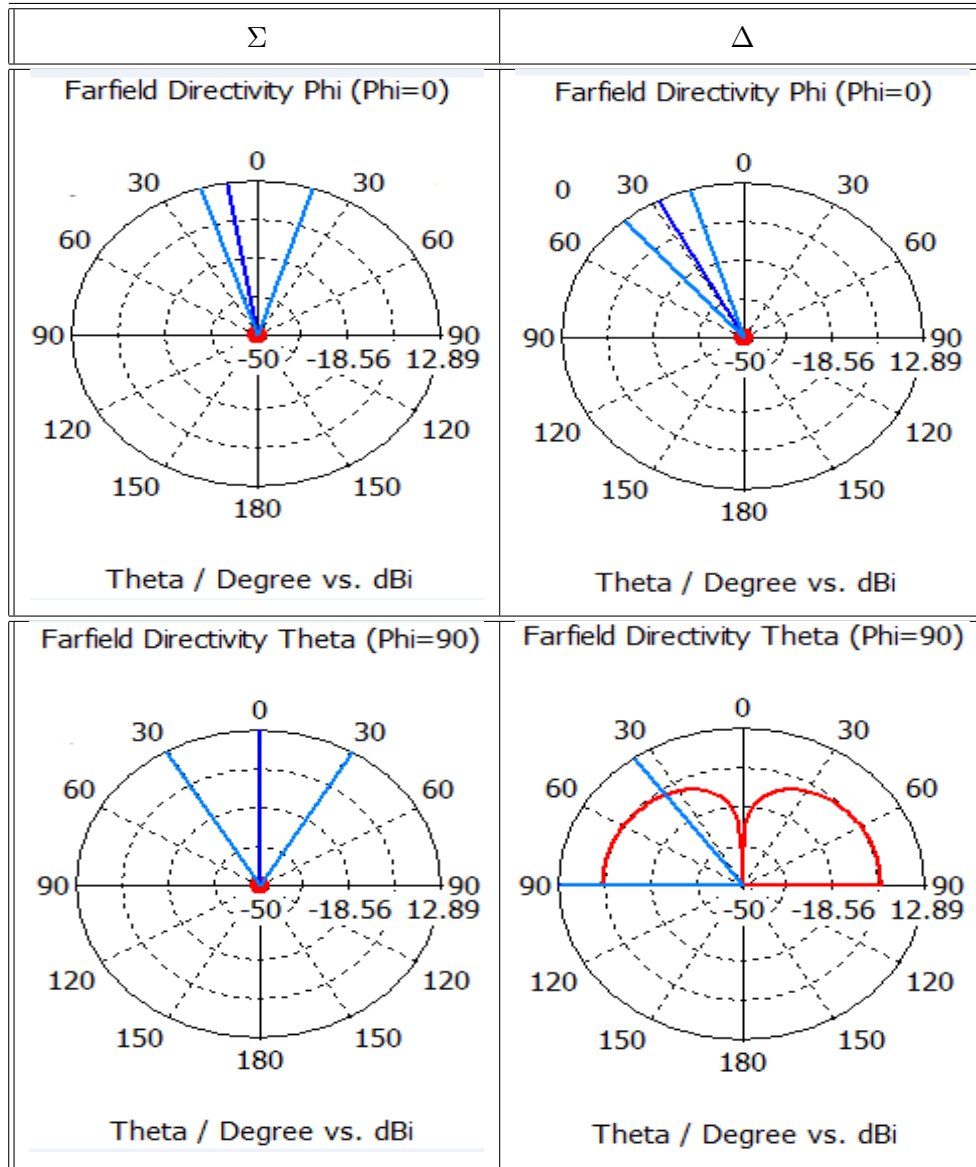 Σ Δ
Farfield Directivity Phi (Phi=0)
0
30 30
60 60
90 90
-50 -18.56 12.89
120 120
150 150
180
Theta / Degree vs. dBi
Farfield Directivity Phi (Phi=0)
0
0 30 30
60 60
90 90
-50 -18.56 12.89
120 120
150 150
180
Theta / Degree vs. dBi
Farfield Directivity Theta (Phi=90)
0
30 30
60 60
90 90
-50 -18.56 12.89
120 120
150 150
180
Theta / Degree vs. dBi
Farfield Directivity Theta (Phi=90)
0
30 30
60 60
90 90
-50 -18.56 12.89
120 120
150 150
180
Theta / Degree vs. dBi